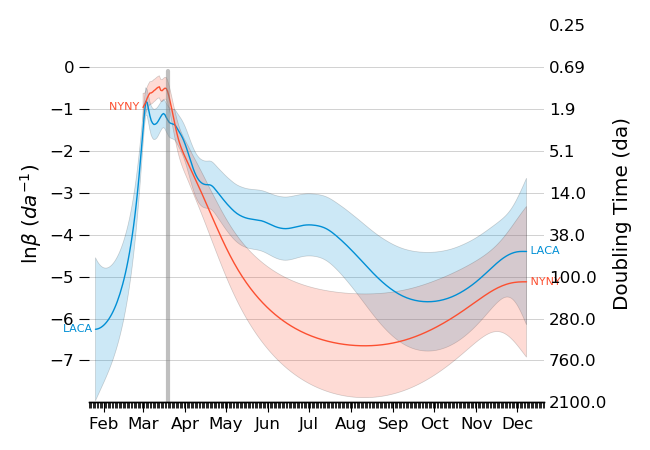 0.25
0 0.69
NYNY
−1 1.9
−2 5.1
−3 14.0
−4 38.0
LACA
−5 100.0
NYNY
−6 280.0
LACA
−7 760.0
2100.0
Feb Mar Apr May Jun Jul Aug Sep Oct Nov Dec
lnβ (da⁻¹)
Doubling Time (da)